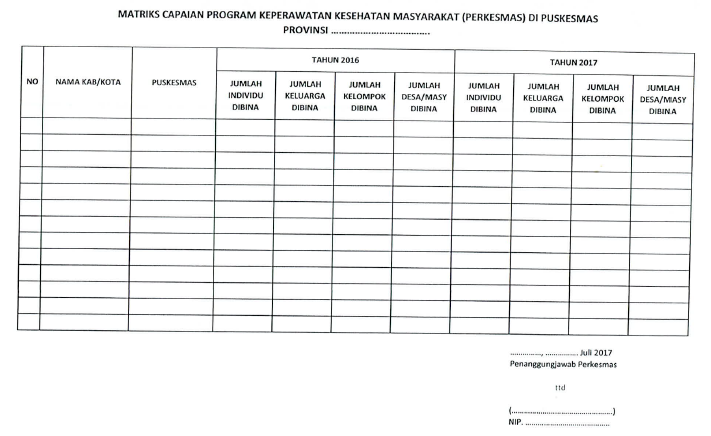 MATRIKS CAPAIAN PROGRAM KEPERAWATAN KESEHATAN MASYARAKAT (PERKESMAS) DI PUSKESMAS
PROVINSI ……………………………
NO
NAMA KAB/KOTA
PUSKESMAS
TAHUN 2016
TAHUN 2017
JUMLAH
INDIVIDU
DIBINA
JUMLAH
KELUARGA
DIBINA
JUMLAH
KELOMPOK
DIBINA
JUMLAH
DESA/MASY
DIBINA
JUMLAH
INDIVIDU
DIBINA
JUMLAH
KELUARGA
DIBINA
JUMLAH
KELOMPOK
DIBINA
JUMLAH
DESA/MASY
DIBINA
…………, ………….. Juli 2017
Penanggungjawab Perkesmas
ttd
(……………………………………)
NIP. ……………………………